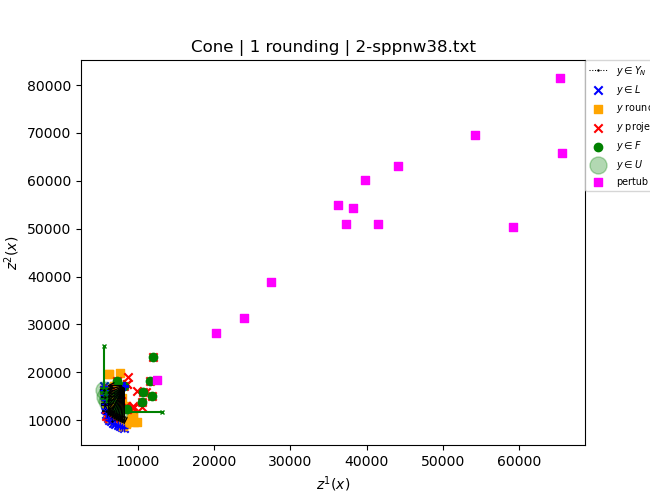 Cone | 1 rounding | 2-sppnw38.txt
y ∈ Y_N
y ∈ L
y roun
y proje
y ∈ F
y ∈ U
pertub
80000
70000
60000
50000
40000
30000
20000
10000
z²(x)
10000 20000 30000 40000 50000 60000
z¹(x)